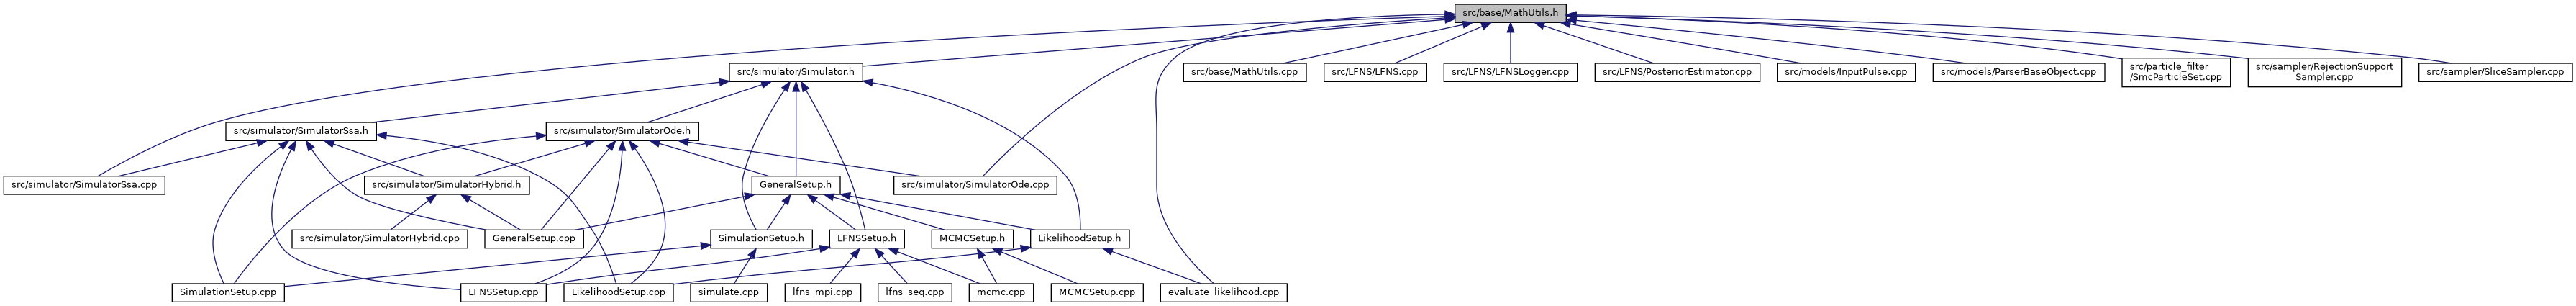 src/base/MathUtils.h
src/simulator/Simulator.h
src/base/MathUtils.cpp
src/LFNS/LFNS.cpp
src/LFNS/LFNSLogger.cpp
src/LFNS/PosteriorEstimator.cpp
src/models/InputPulse.cpp
src/models/ParserBaseObject.cpp
src/particle_filter
/SmcParticleSet.cpp
src/sampler/RejectionSupport
Sampler.cpp
src/sampler/SliceSampler.cpp
src/simulator/SimulatorSsa.h
src/simulator/SimulatorOde.h
src/simulator/SimulatorSsa.cpp
src/simulator/SimulatorHybrid.h
GeneralSetup.h
src/simulator/SimulatorOde.cpp
src/simulator/SimulatorHybrid.cpp
GeneralSetup.cpp
SimulationSetup.h
LFNSSetup.h
MCMCSetup.h
LikelihoodSetup.h
SimulationSetup.cpp
LFNSSetup.cpp
LikelihoodSetup.cpp
simulate.cpp
lfns_mpi.cpp
lfns_seq.cpp
mcmc.cpp
MCMCSetup.cpp
evaluate_likelihood.cpp